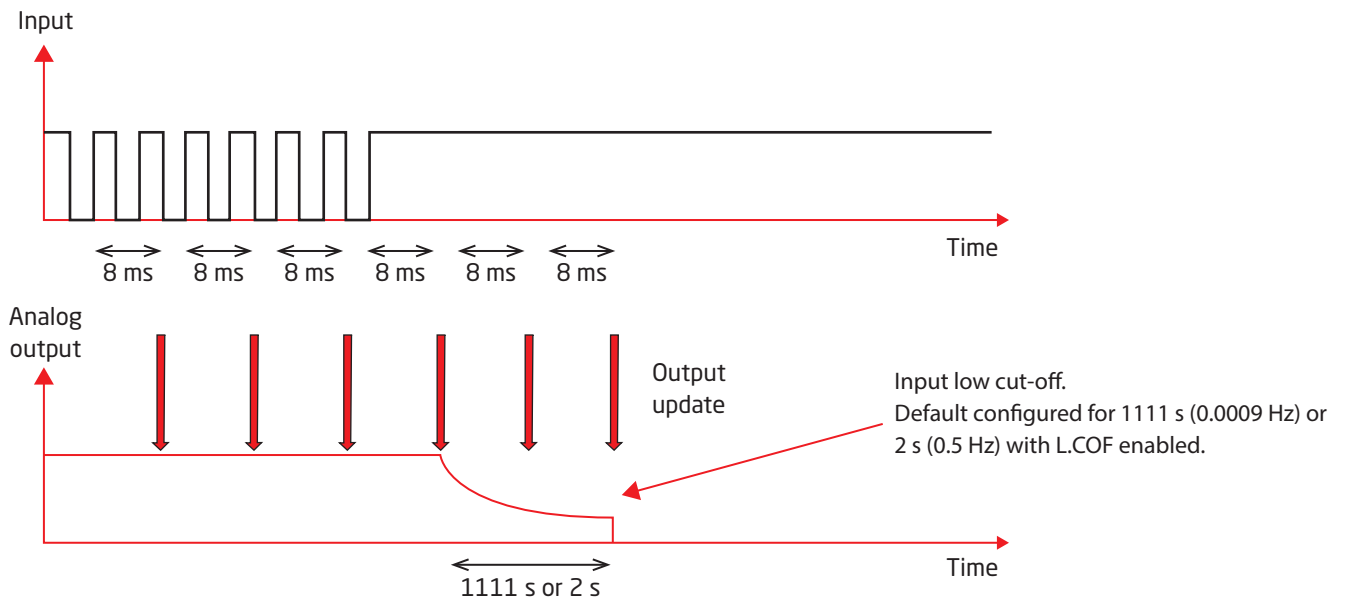 Input
Time
8 ms
8 ms
8 ms
8 ms
8 ms
8 ms
Analog
output
Output
update
Input low cut-off.
Default configured for 1111 s (0.0009 Hz) or
2 s (0.5 Hz) with L.COF enabled.
Time
1111 s or 2 s